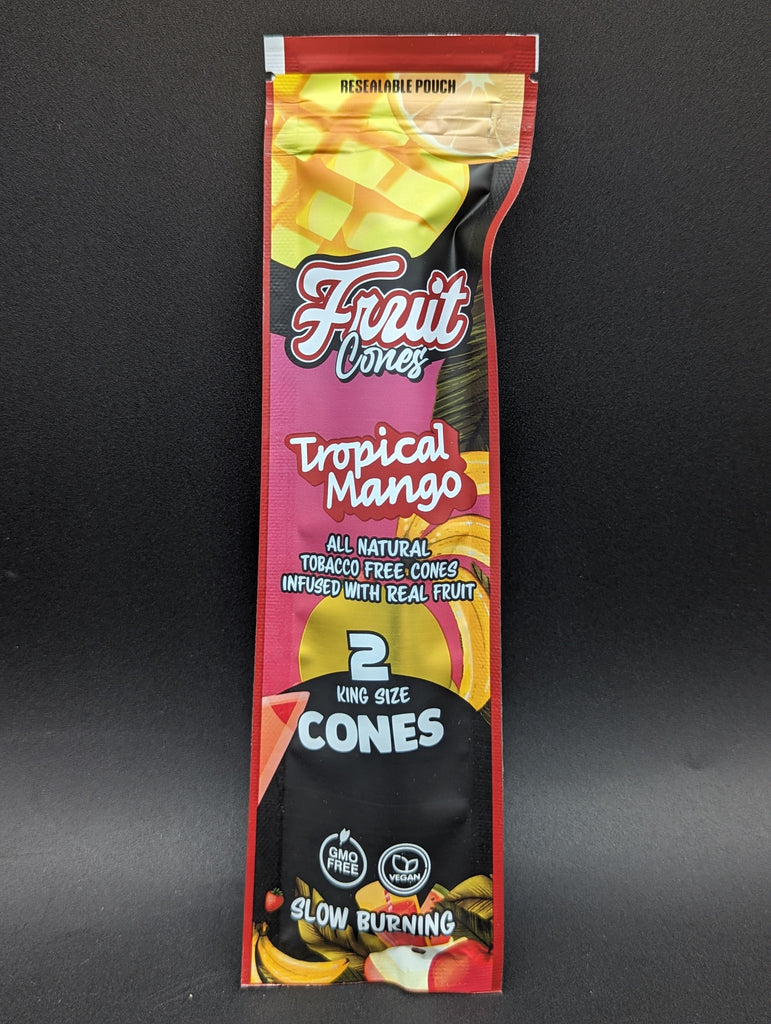 RESEALABLE POUCH
Fruit
Cones
Tropical
Mango
ALL NATURAL
TOBACCO FREE CONES
INFUSED WITH REAL FRUIT
2
KING SIZE
CONES
GMO
FREE
VEGAN
SLOW BURNING